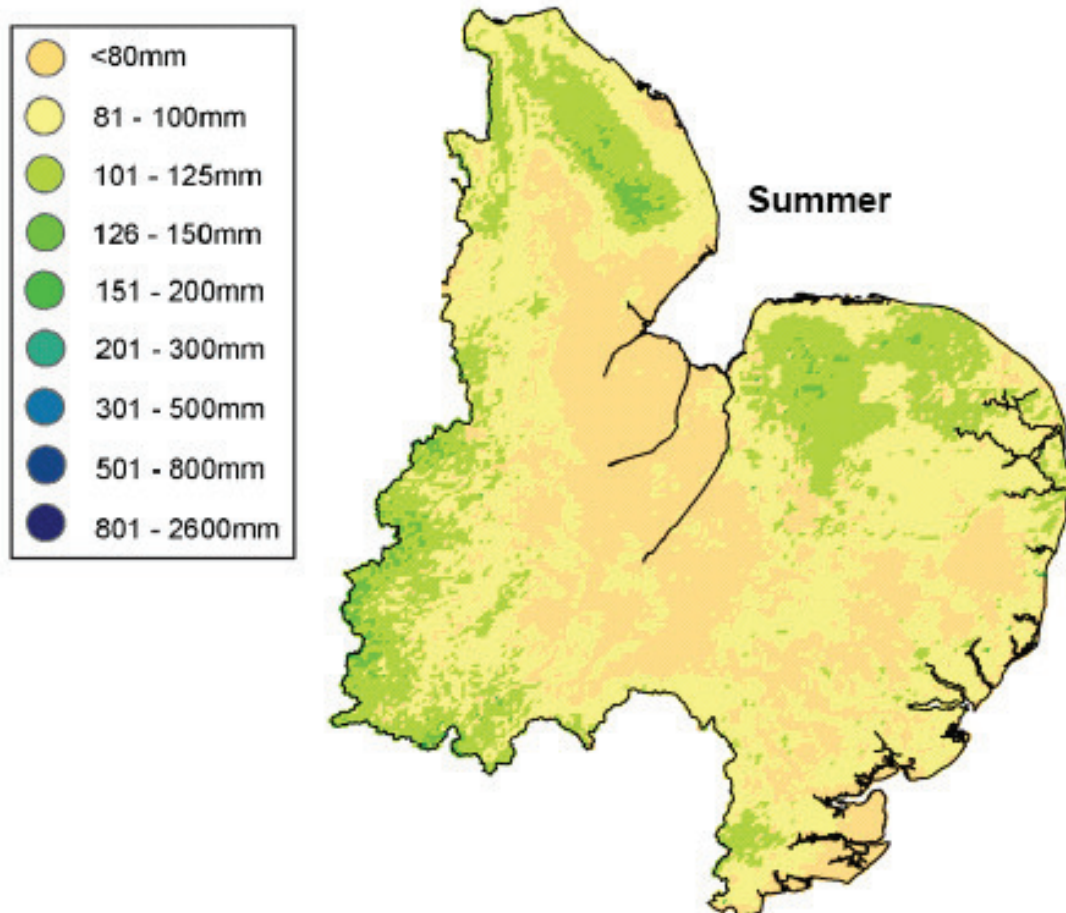 <80mm
81 - 100mm
101 - 125mm
126 - 150mm
151 - 200mm
201 - 300mm
301 - 500mm
501 - 800mm
801 - 2600mm
Summer